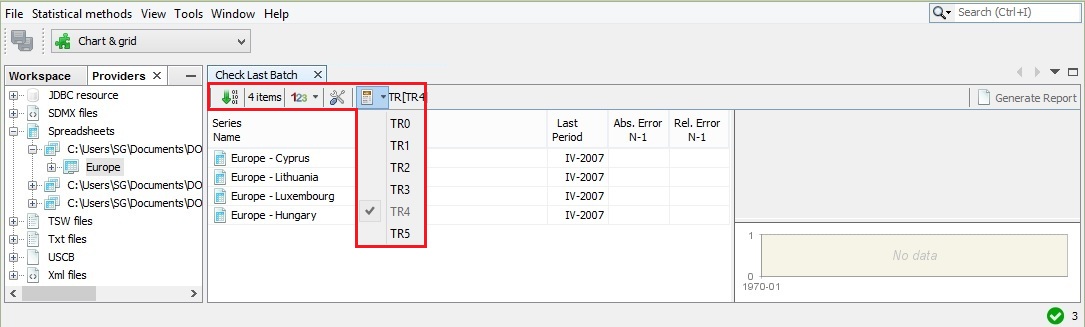 File Statistical methods View Tools Window Help
Search (Ctrl+I)
Chart & grid
Workspace Providers
JDBC resource
SDMX files
Spreadsheets
C:\Users\SG\Documents\DO
Europe
C:\Users\SG\Documents\DO
C:\Users\SG\Documents\DO
TSW files
Txt files
USCB
Xml files
Check Last Batch
4 items 123 TR[TR4
Generate Report
TR0
TR1
TR2
TR3
TR4
TR5
Series Name Last Period Abs. Error N-1 Rel. Error N-1
Europe - Cyprus IV-2007
Europe - Lithuania IV-2007
Europe - Luxembourg IV-2007
Europe - Hungary IV-2007
1
No data
0
1970-01
3